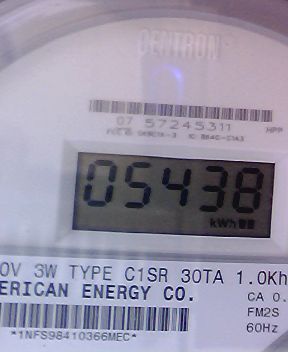 CENTRON
07 57245311
HPP
05438
kWh
0V 3W TYPE C1SR 30TA 1.0Kh
ERICAN ENERGY CO.
CA 0.
FM2S
*1NFS98410366MEC*
60Hz